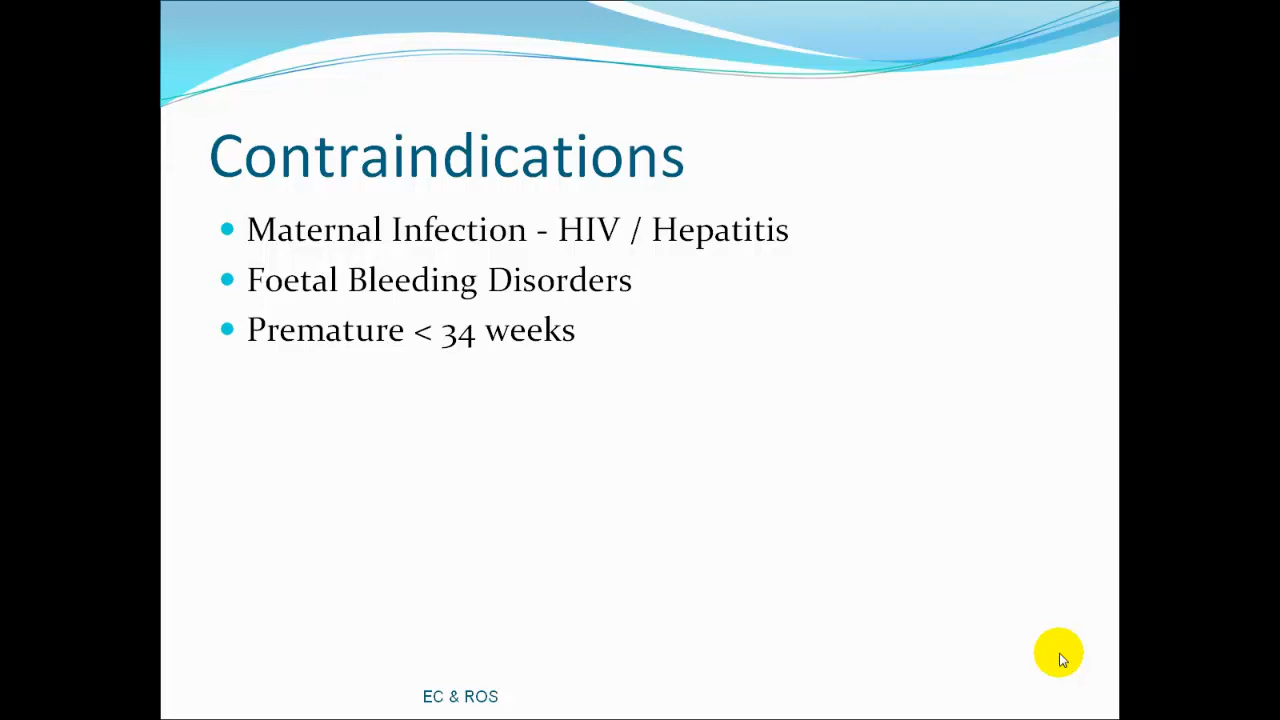 Contraindications
Maternal Infection - HIV / Hepatitis
Foetal Bleeding Disorders
Premature < 34 weeks
EC & ROS